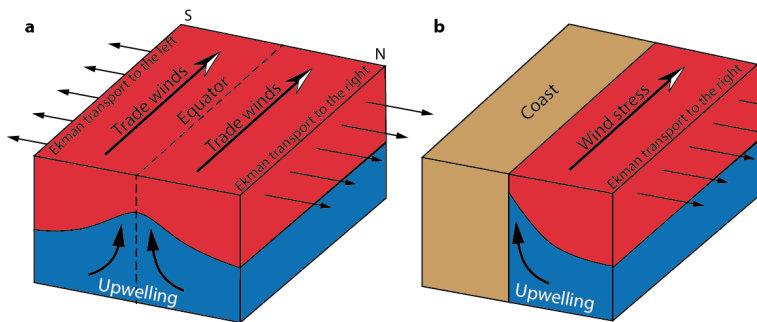 a
S
N
Ekman transport to the left
Trade winds
Equator
Trade winds
Ekman transport to the right
Upwelling
b
Coast
Wind stress
Ekman transport to the right
Upwelling